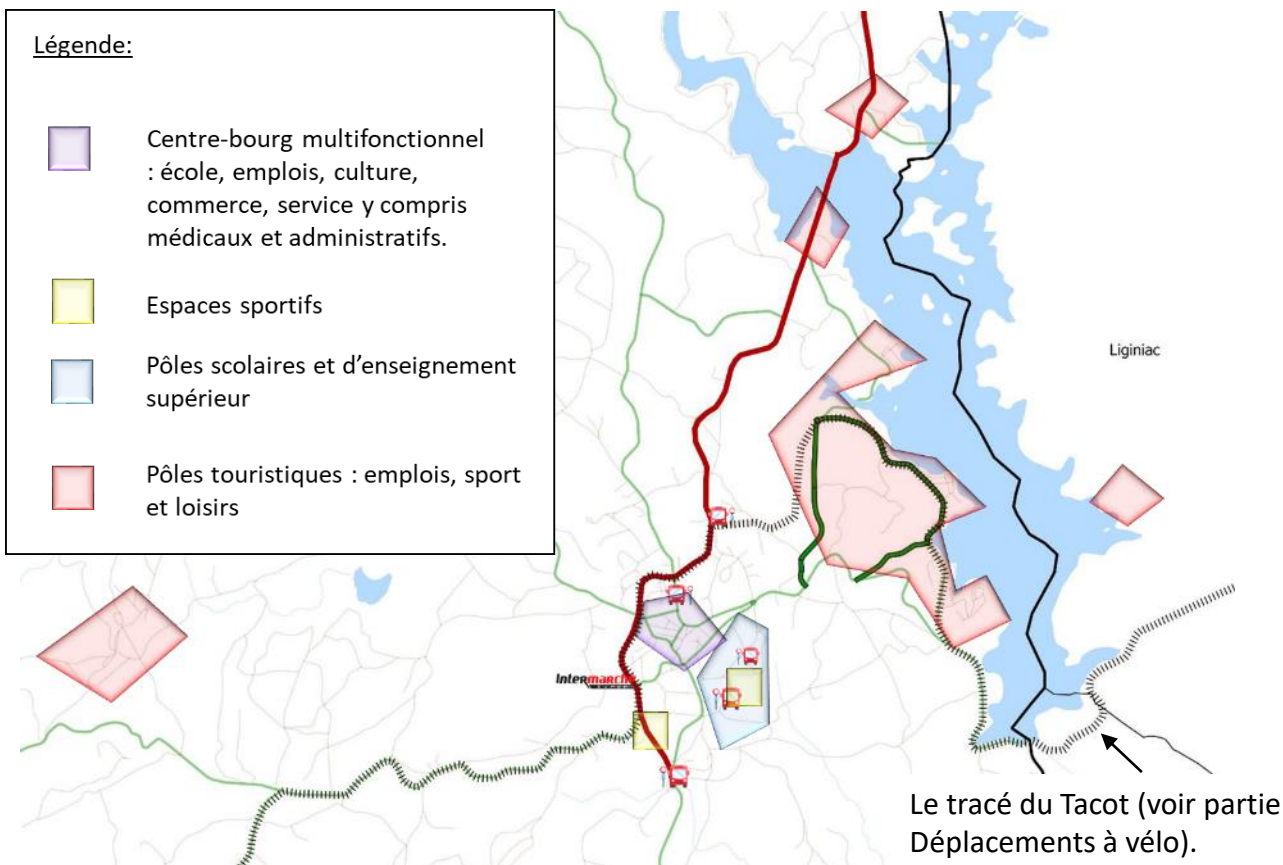 Légende:
Centre-bourg multifonctionnel
: école, emplois, culture,
commerce, service y compris
médicaux et administratifs.
Espaces sportifs
Pôles scolaires et d’enseignement
supérieur
Pôles touristiques : emplois, sport
et loisirs
Liginiac
Intermarché
Le tracé du Tacot (voir partie
Déplacements à vélo).